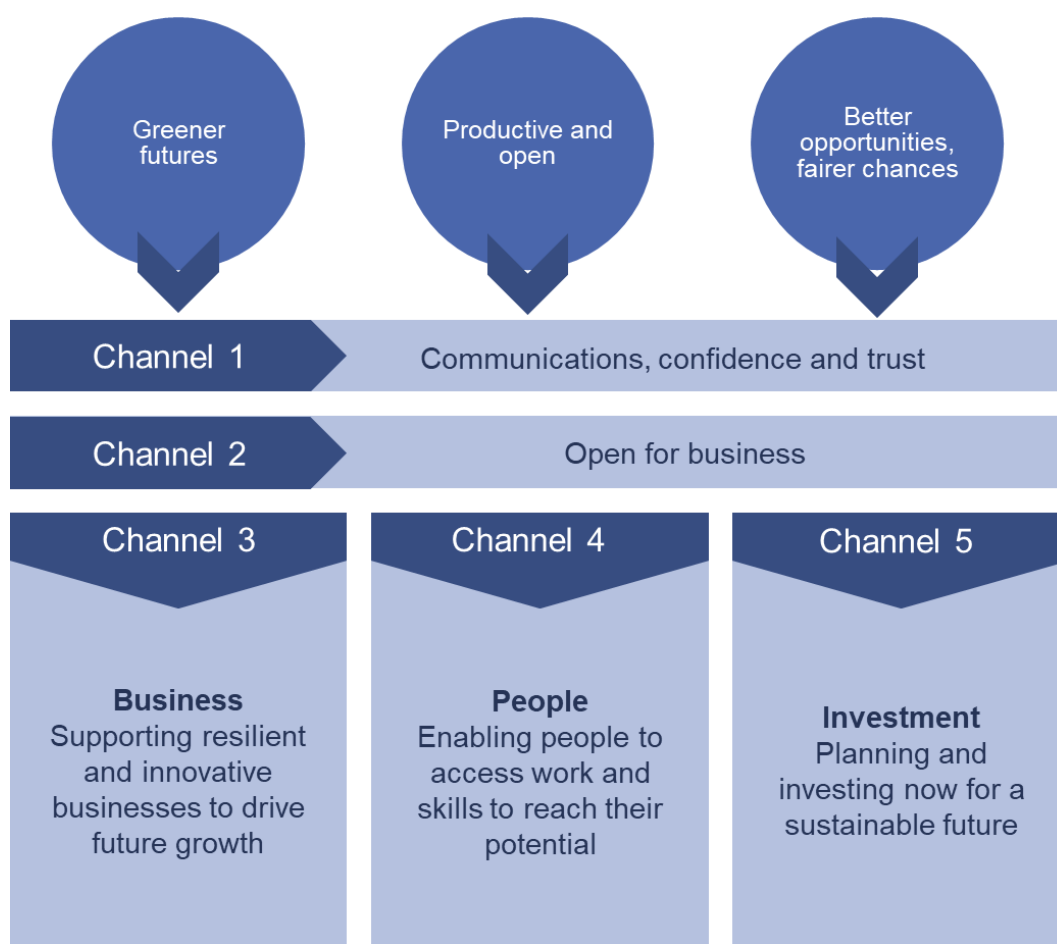 Greener
futures
Productive and
open
Better
opportunities,
fairer chances
Channel 1
Communications, confidence and trust
Channel 2
Open for business
Channel 3
Business
Supporting resilient
and innovative
businesses to drive
future growth
Channel 4
People
Enabling people to
access work and
skills to reach their
potential
Channel 5
Investment
Planning and
investing now for a
sustainable future